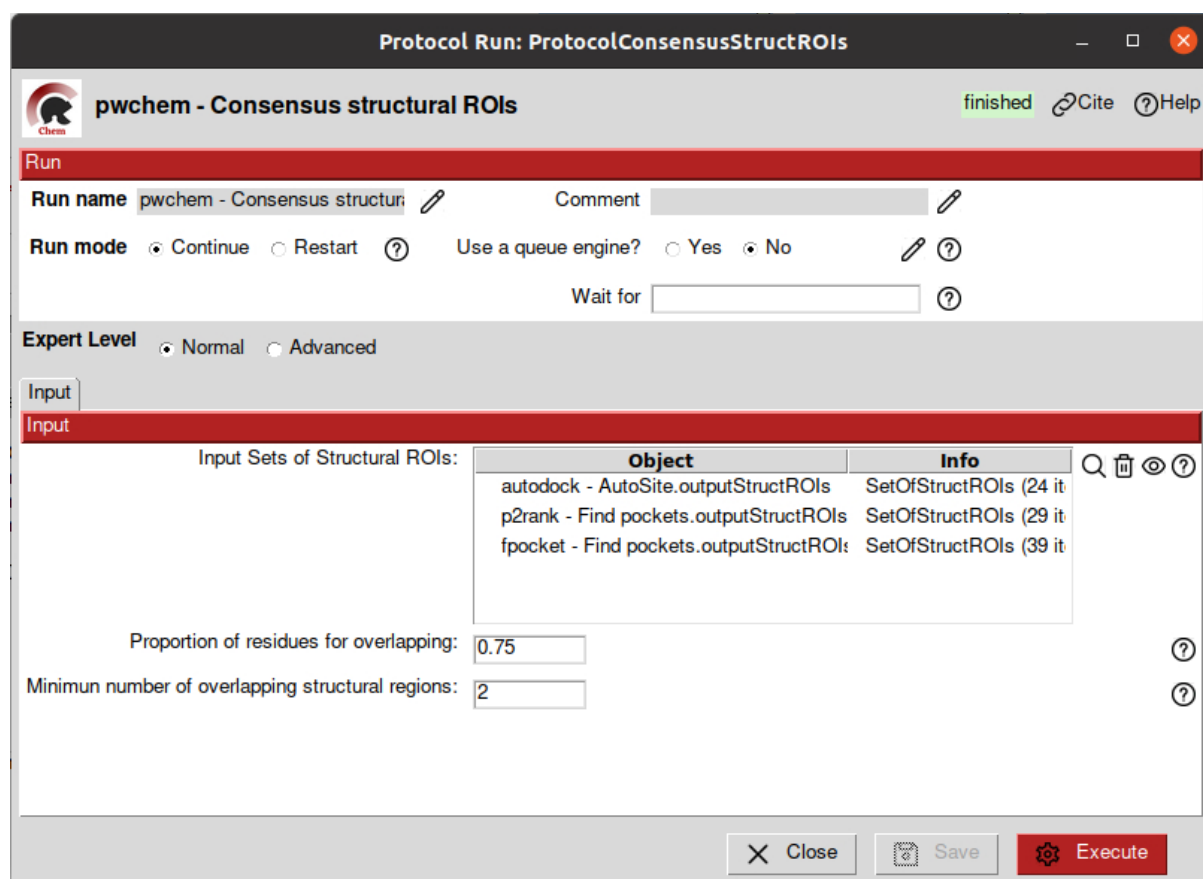 Protocol Run: ProtocolConsensusStructROIs
Chem
pwchem - Consensus structural ROIs finished Cite Help
Run
Run name pwchem - Consensus structura Comment
Run mode Continue Restart Use a queue engine? Yes No
Wait for
Expert Level Normal Advanced
Input
Input
Input Sets of Structural ROIs: Object Info
autodock - AutoSite.outputStructROIs SetOfStructROIs (24 it
p2rank - Find pockets.outputStructROIs SetOfStructROIs (29 it
fpocket - Find pockets.outputStructROIs SetOfStructROIs (39 it
Proportion of residues for overlapping: 0.75
Minimun number of overlapping structural regions: 2
Close Save Execute